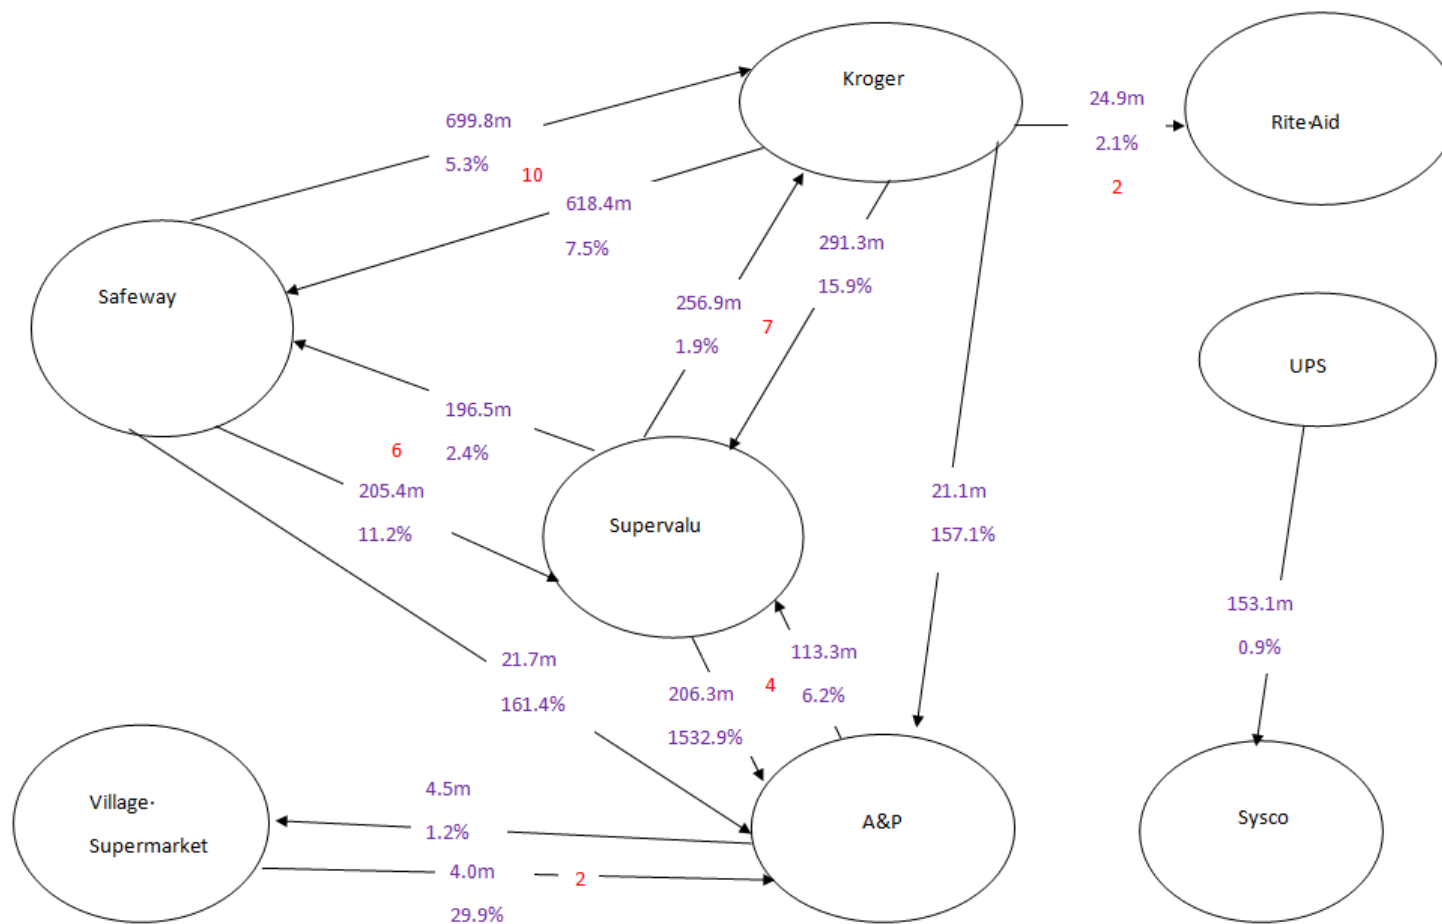 Kroger
24.9m
2.1%
2
Rite·Aid
699.8m
5.3%
10
618.4m
7.5%
291.3m
15.9%
Safeway
256.9m
1.9%
7
UPS
196.5m
2.4%
6
205.4m
11.2%
Supervalu
21.1m
157.1%
153.1m
0.9%
21.7m
161.4%
206.3m
1532.9%
4
113.3m
6.2%
Village·
Supermarket
4.5m
1.2%
4.0m
29.9%
2
A&P
Sysco